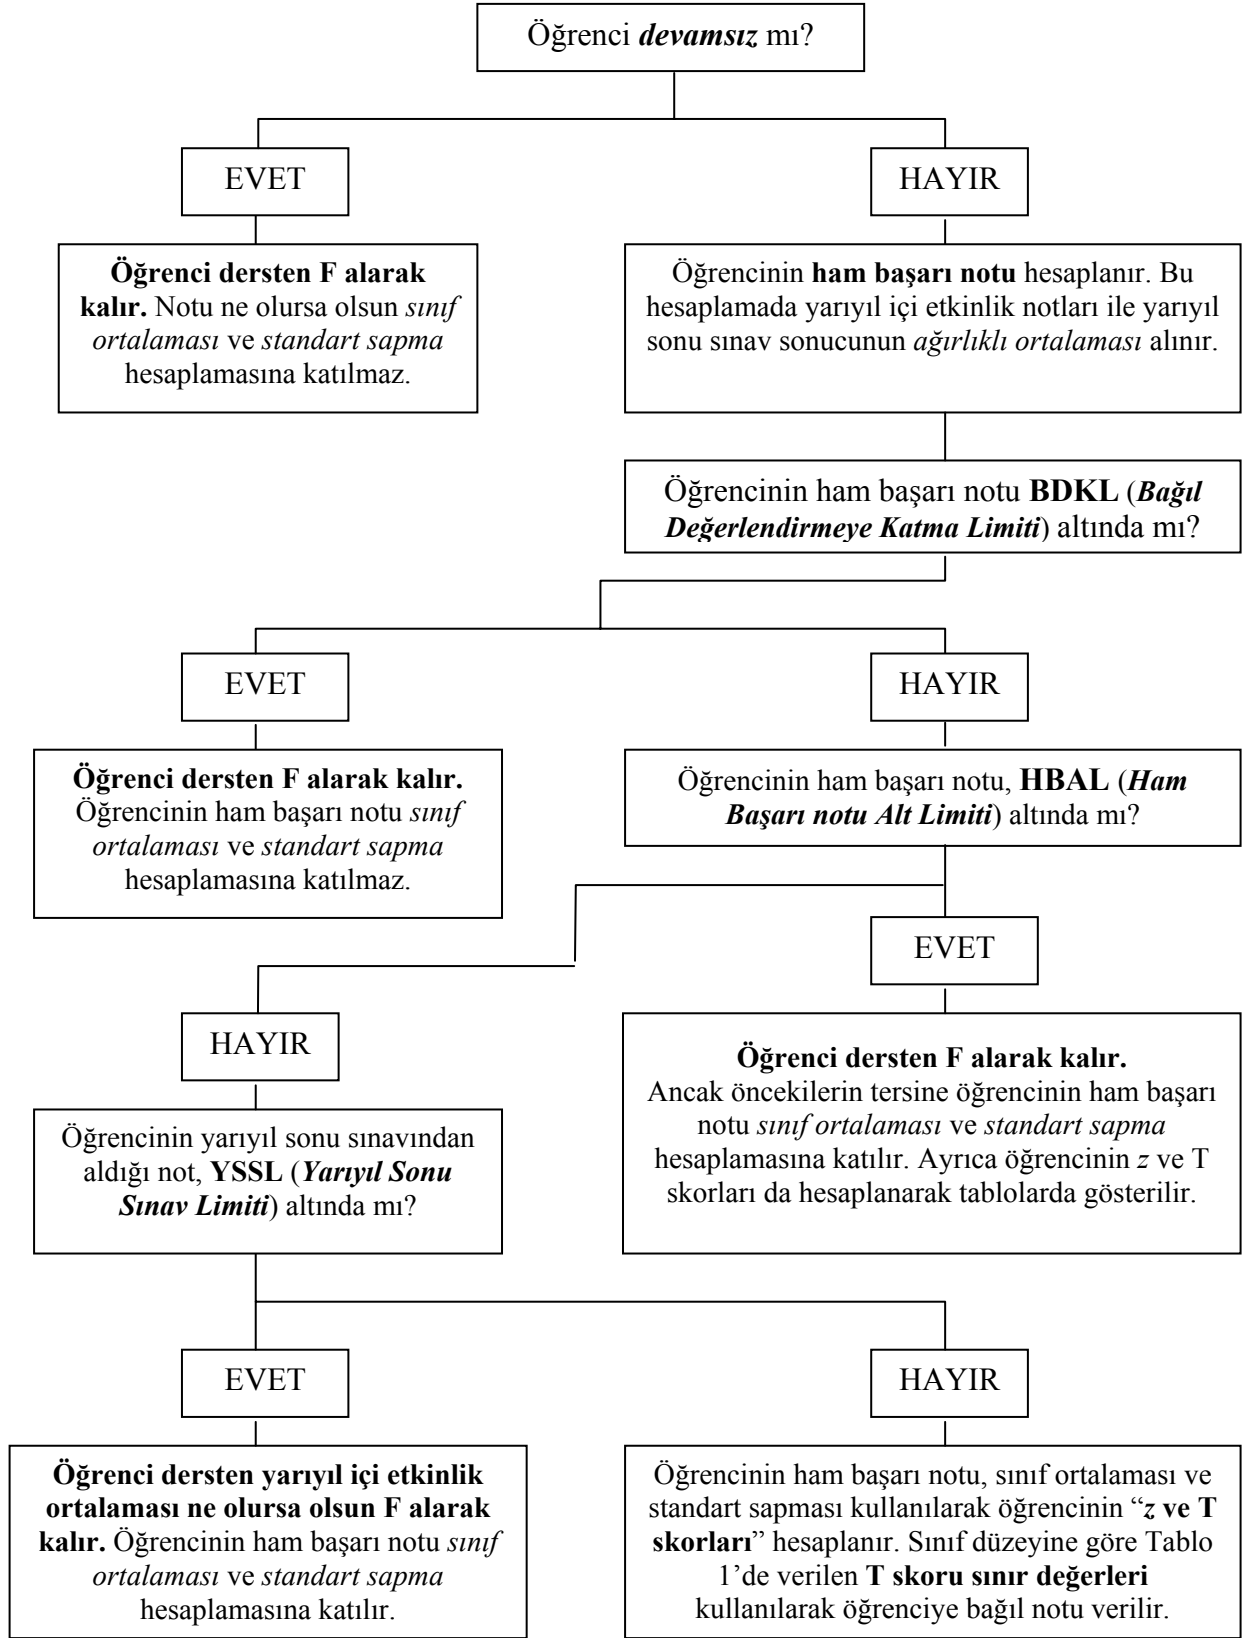 Öğrenci devamsız mı?
EVET
HAYIR
Öğrenci dersten F alarak
kalır. Notu ne olursa olsun sınıf
ortalaması ve standart sapma
hesaplamasına katılmaz.
Öğrencinin ham başarı notu hesaplanır. Bu
hesaplamada yarıyıl içi etkinlik notları ile yarıyıl
sonu sınav sonucunun ağırlıklı ortalaması alınır.
Öğrencinin ham başarı notu BDKL (Bağıl
Değerlendirmeye Katma Limiti) altında mı?
EVET
HAYIR
Öğrenci dersten F alarak kalır.
Öğrencinin ham başarı notu sınıf
ortalaması ve standart sapma
hesaplamasına katılmaz.
Öğrencinin ham başarı notu, HBAL (Ham
Başarı notu Alt Limiti) altında mı?
EVET
HAYIR
Öğrenci dersten F alarak kalır.
Ancak öncekilerin tersine öğrencinin ham başarı
notu sınıf ortalaması ve standart sapma
hesaplamasına katılır. Ayrıca öğrencinin z ve T
skorları da hesaplanarak tablolarda gösterilir.
Öğrencinin yarıyıl sonu sınavından
aldığı not, YSSL (Yarıyıl Sonu
Sınav Limiti) altında mı?
EVET
HAYIR
Öğrenci dersten yarıyıl içi etkinlik
ortalaması ne olursa olsun F alarak
kalır. Öğrencinin ham başarı notu sınıf
ortalaması ve standart sapma
hesaplamasına katılır.
Öğrencinin ham başarı notu, sınıf ortalaması ve
standart sapması kullanılarak öğrencinin “z ve T
skorları” hesaplanır. Sınıf düzeyine göre Tablo
1’de verilen T skoru sınır değerleri
kullanılarak öğrenciye bağıl notu verilir.